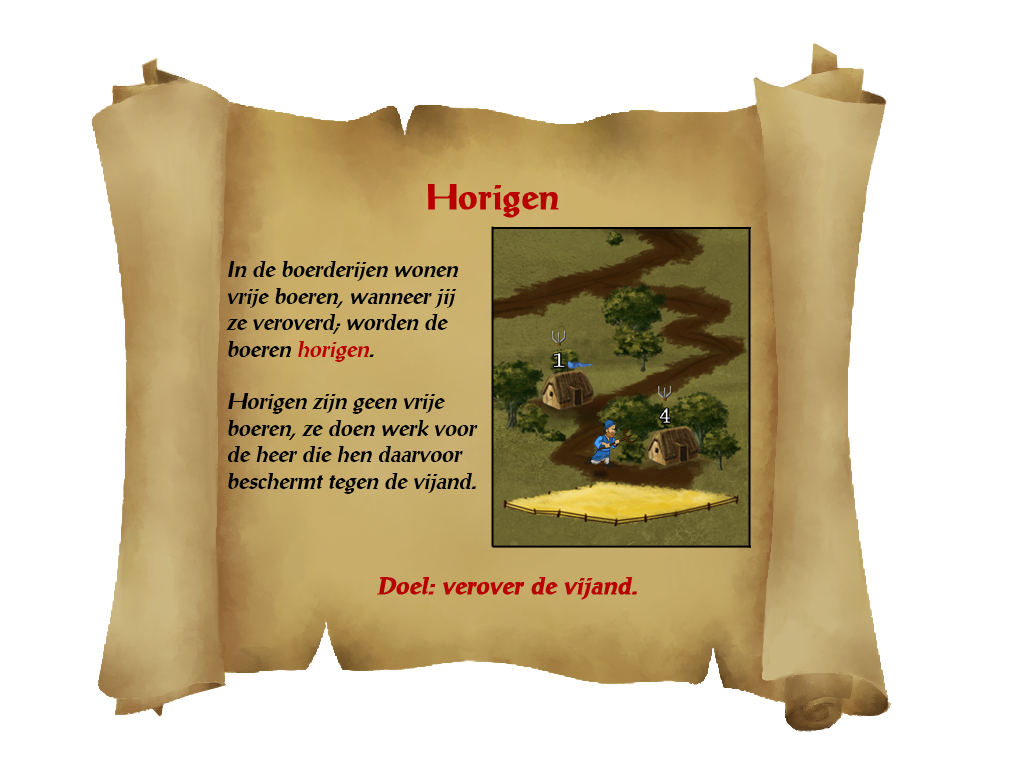 Horigen
In de boerderijen wonen
vrije boeren, wanneer jij
ze veroverd; worden de
boeren horigen.
Horigen zijn geen vrije
boeren, ze doen werk voor
de heer die hen daarvoor
beschermt tegen de vijand.
1
4
Doel: verover de vijand.